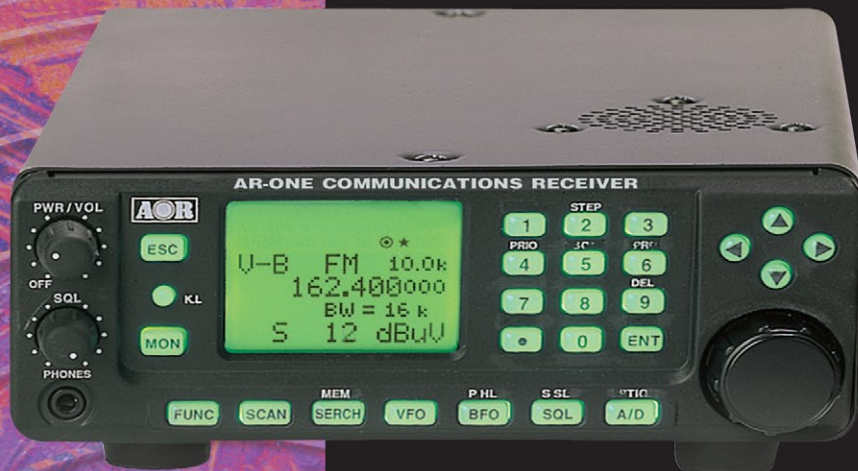 AR-ONE COMMUNICATIONS RECEIVER
PWR / VOL
OFF
SQL
PHONES
AOR
ESC
K.L
MON
V-B FM 10.0k
162.400000
BW = 16 k
S 12 dBuV
STEP
1 2 3
PRIO
4 5 6
DEL
7 8 9
• 0 ENT
MEM
FUNC SCAN SERCH VFO BFO SQL A/D